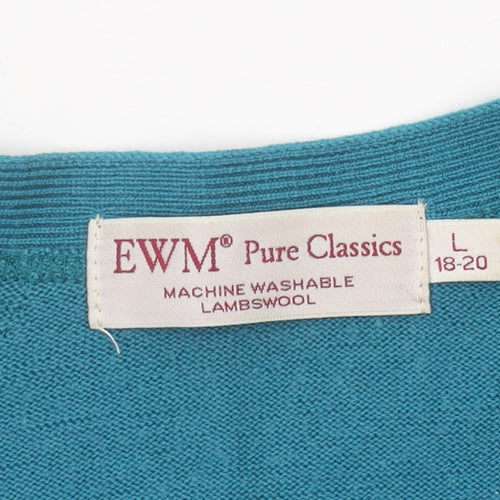 EWM® Pure Classics
MACHINE WASHABLE
LAMBSWOOL
L
18-20